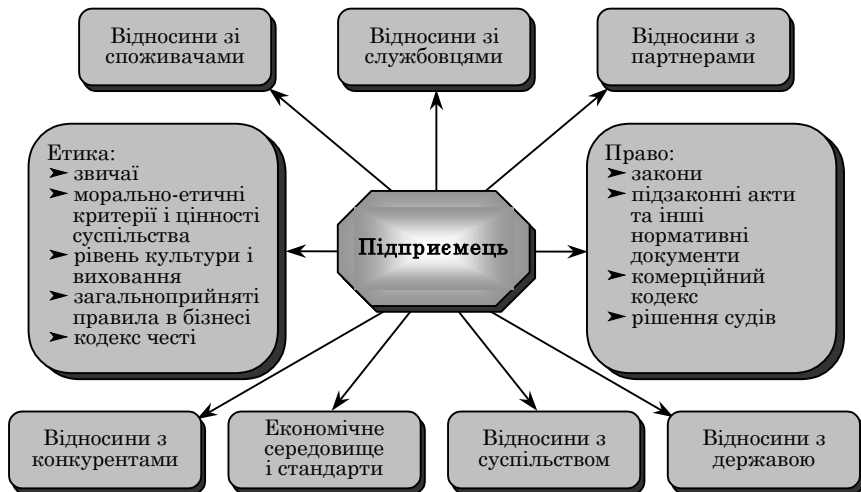 Відносини зі
споживачами
Відносини зі
службовцями
Відносини з
партнерами
Етика:
➤ звичаї
➤ морально-етичні
критерії і цінності
суспільства
➤ рівень культури і
виховання
➤ загальноприйняті
правила в бізнесі
➤ кодекс честі
Підприємець
Право:
➤ закони
➤ підзаконні акти
та інші
нормативні
документи
➤ комерційний
кодекс
➤ рішення судів
Відносини з
конкурентами
Економічне
середовище
і стандарти
Відносини з
суспільством
Відносини з
державою